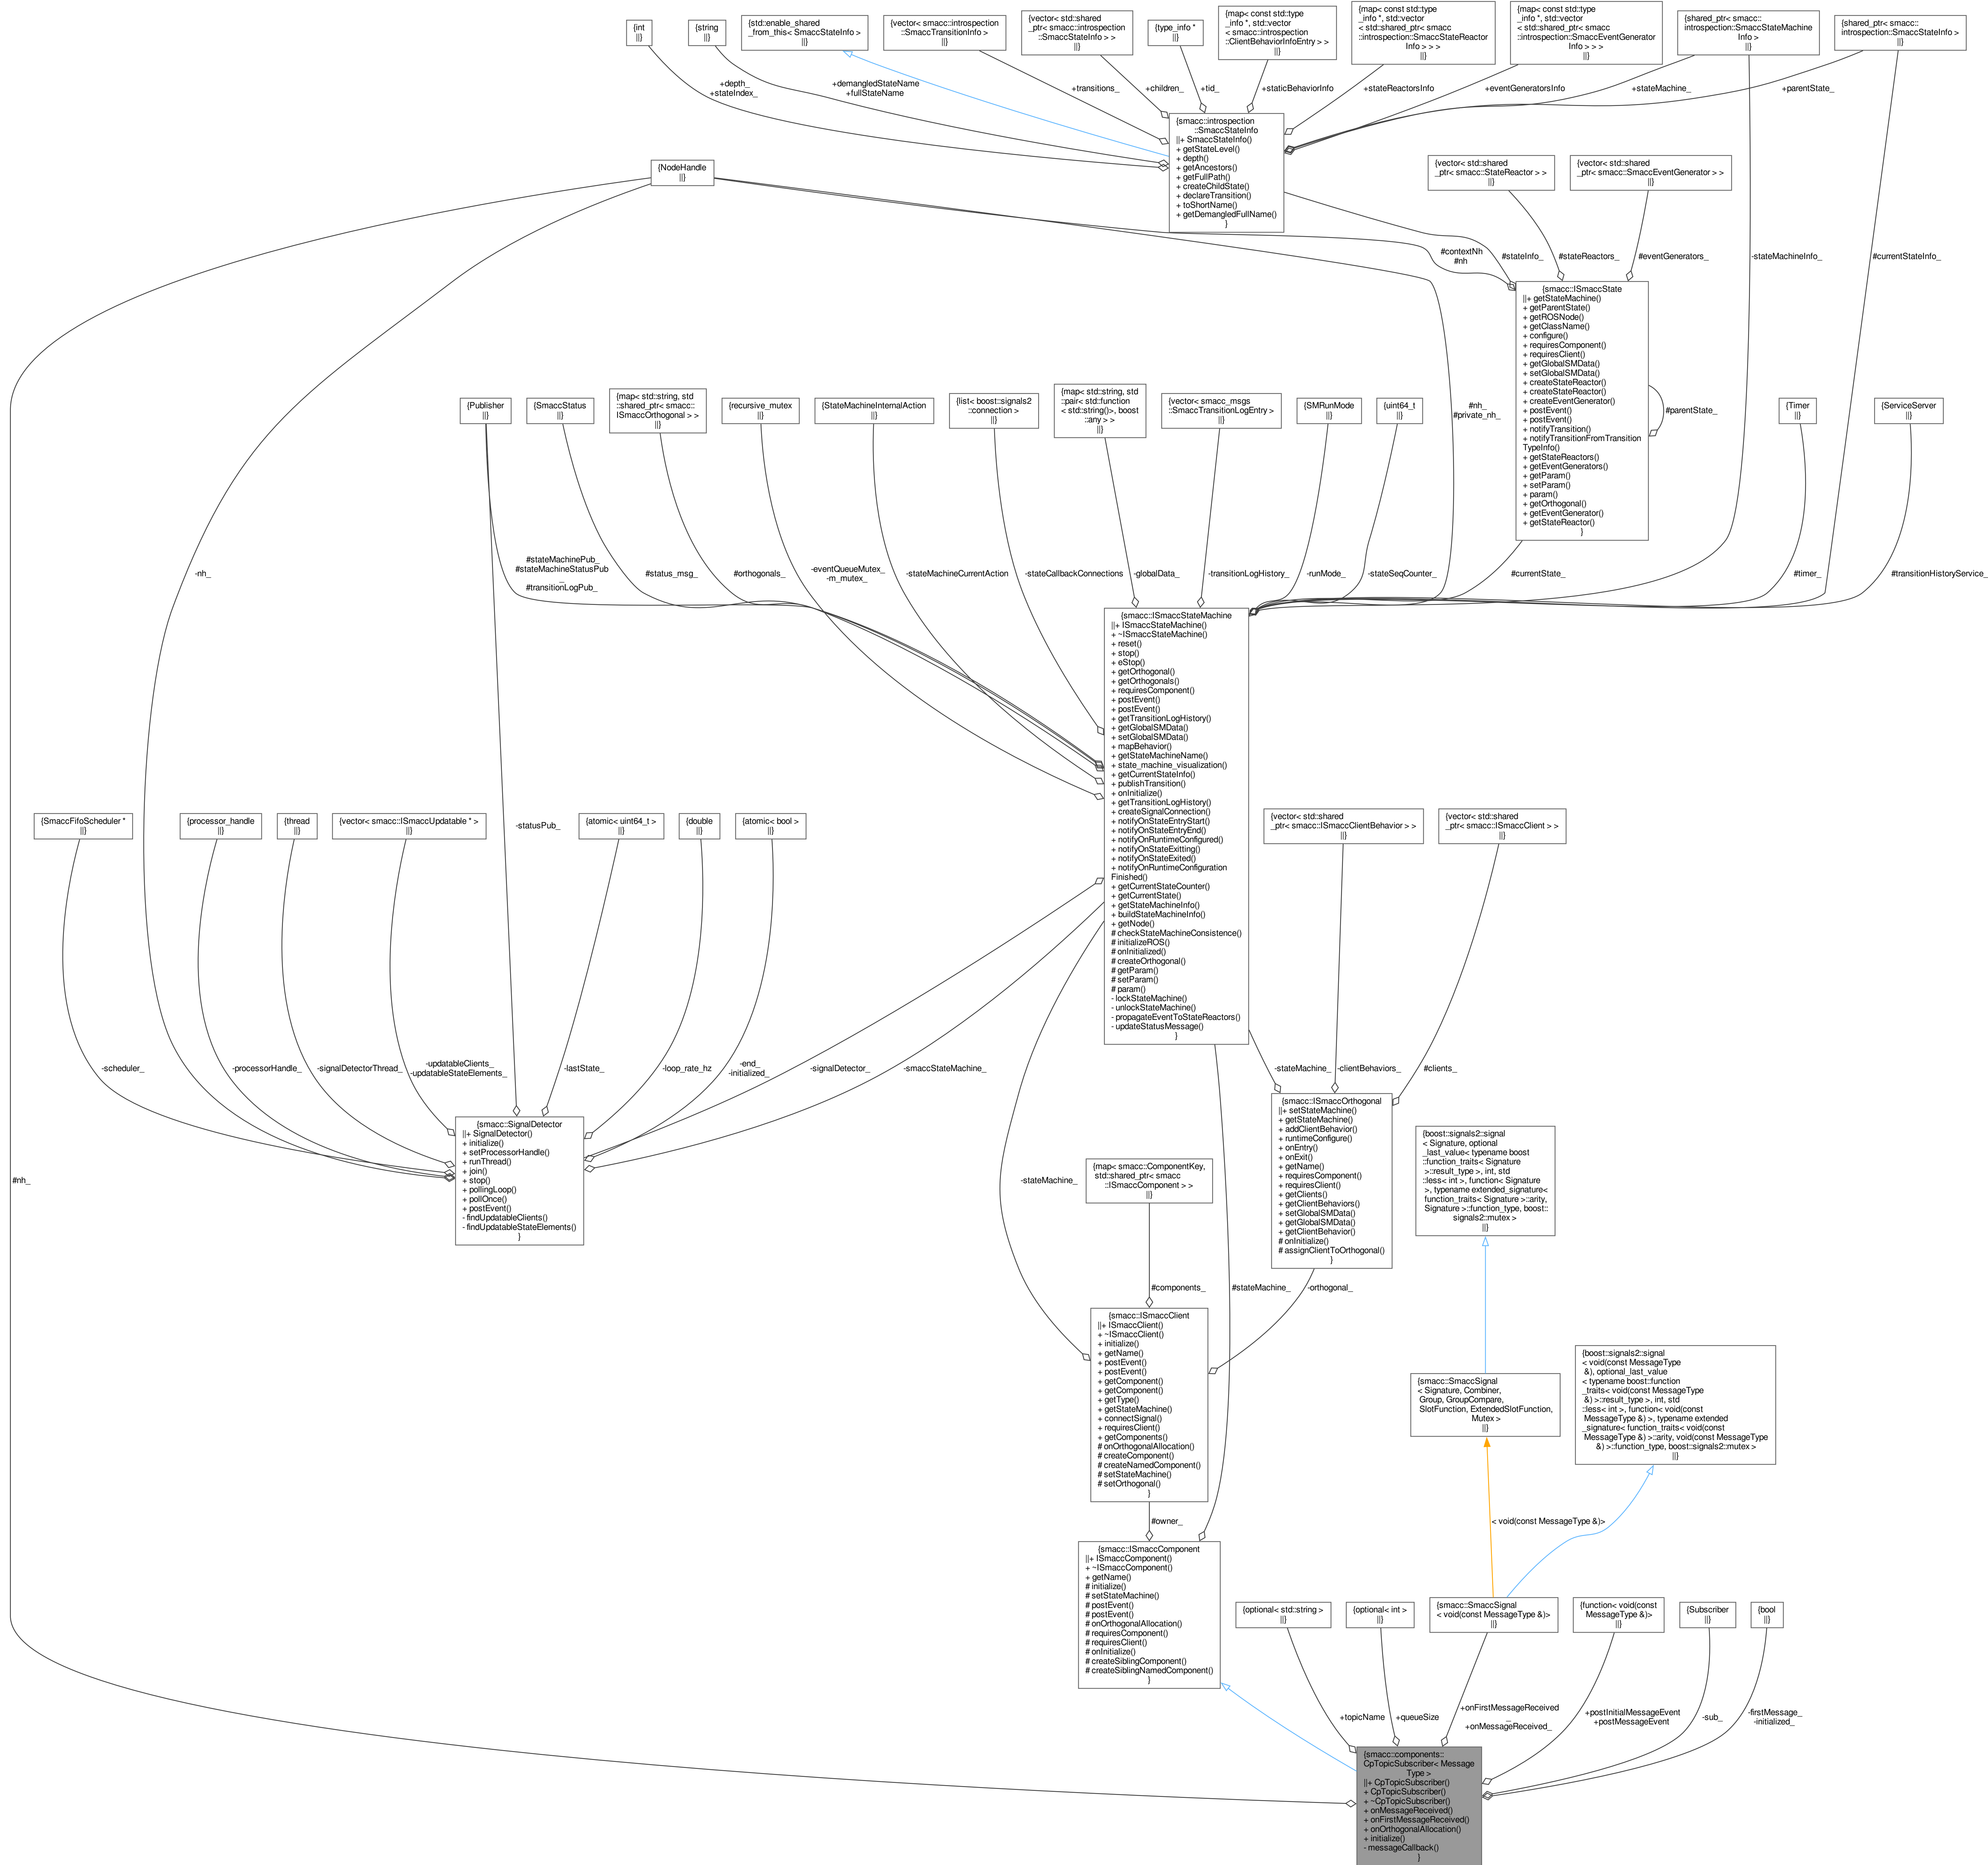 {int
||}
{string
||}
{std::enable_shared
_from_this< SmaccStateInfo >
||}
{vector< smacc::introspection
::SmaccTransitionInfo >
||}
{vector< std::shared
_ptr< smacc::introspection
::SmaccStateInfo > >
||}
{type_info *
||}
{map< const std::type
_info *, std::vector
< smacc::introspection
::ClientBehaviorInfoEntry > >
||}
{map< const std::type
_info *, std::vector
< std::shared_ptr< smacc
::introspection::SmaccStateReactor
Info > > >
||}
{map< const std::type
_info *, std::vector
< std::shared_ptr< smacc
::introspection::SmaccEventGenerator
Info > > >
||}
{shared_ptr< smacc::
introspection::SmaccStateMachine
Info >
||}
{shared_ptr< smacc::
introspection::SmaccStateInfo >
||}
+depth_
+stateIndex_
+demangledStateName
+fullStateName
+transitions_
+children_
+tid_
+staticBehaviorInfo
+stateReactorsInfo
+eventGeneratorsInfo
+stateMachine_
+parentState_
{smacc::introspection
::SmaccStateInfo
||+ SmaccStateInfo()
+ getStateLevel()
+ depth()
+ getAncestors()
+ getFullPath()
+ createChildState()
+ declareTransition()
+ toShortName()
+ getDemangledFullName()
}
{NodeHandle
||}
{vector< std::shared
_ptr< smacc::StateReactor > >
||}
{vector< std::shared
_ptr< smacc::SmaccEventGenerator > >
||}
#contextNh
#nh
#stateInfo_
#stateReactors_
#eventGenerators_
-stateMachineInfo_
#currentStateInfo_
{smacc::ISmaccState
||+ getStateMachine()
+ getParentState()
+ getROSNode()
+ getClassName()
+ configure()
+ requiresComponent()
+ requiresClient()
+ getGlobalSMData()
+ setGlobalSMData()
+ createStateReactor()
+ createStateReactor()
+ createEventGenerator()
+ postEvent()
+ postEvent()
+ notifyTransition()
+ notifyTransitionFromTransition
TypeInfo()
+ getStateReactors()
+ getEventGenerators()
+ getParam()
+ setParam()
+ param()
+ getOrthogonal()
+ getEventGenerator()
+ getStateReactor()
}
#parentState_
{Publisher
||}
{SmaccStatus
||}
{map< std::string, std
::shared_ptr< smacc::
ISmaccOrthogonal > >
||}
{recursive_mutex
||}
{StateMachineInternalAction
||}
{list< boost::signals2
::connection >
||}
{map< std::string, std
::pair< std::function
< std::string()>, boost
::any > >
||}
{vector< smacc_msgs
::SmaccTransitionLogEntry >
||}
{SMRunMode
||}
{uint64_t
||}
#nh_
#private_nh_
{Timer
||}
{ServiceServer
||}
-nh_
#stateMachinePub_
#stateMachineStatusPub
_
#transitionLogPub_
#status_msg_
#orthogonals_
-eventQueueMutex_
-m_mutex_
-stateMachineCurrentAction
-stateCallbackConnections
-globalData_
-transitionLogHistory_
-runMode_
-stateSeqCounter_
#currentState_
#timer_
#transitionHistoryService_
{smacc::ISmaccStateMachine
||+ ISmaccStateMachine()
+ ~ISmaccStateMachine()
+ reset()
+ stop()
+ eStop()
+ getOrthogonal()
+ getOrthogonals()
+ requiresComponent()
+ postEvent()
+ postEvent()
+ getTransitionLogHistory()
+ getGlobalSMData()
+ setGlobalSMData()
+ mapBehavior()
+ getStateMachineName()
+ state_machine_visualization()
+ getCurrentStateInfo()
+ publishTransition()
+ onInitialize()
+ getTransitionLogHistory()
+ createSignalConnection()
+ notifyOnStateEntryStart()
+ notifyOnStateEntryEnd()
+ notifyOnRuntimeConfigured()
+ notifyOnStateExitting()
+ notifyOnStateExited()
+ notifyOnRuntimeConfiguration
Finished()
+ getCurrentStateCounter()
+ getCurrentState()
+ getStateMachineInfo()
+ buildStateMachineInfo()
+ getNode()
# checkStateMachineConsistence()
# initializeROS()
# onInitialized()
# createOrthogonal()
# getParam()
# setParam()
# param()
- lockStateMachine()
- unlockStateMachine()
- propagateEventToStateReactors()
- updateStatusMessage()
}
{SmaccFifoScheduler *
||}
{processor_handle
||}
{thread
||}
{vector< smacc::ISmaccUpdatable * >
||}
-statusPub_
{atomic< uint64_t >
||}
{double
||}
{atomic< bool >
||}
{vector< std::shared
_ptr< smacc::ISmaccClientBehavior > >
||}
{vector< std::shared
_ptr< smacc::ISmaccClient > >
||}
-scheduler_
-processorHandle_
-signalDetectorThread_
-updatableClients_
-updatableStateElements_
-lastState_
-loop_rate_hz
-end_
-initialized_
-signalDetector_
-smaccStateMachine_
-stateMachine_
-clientBehaviors_
#clients_
{smacc::SignalDetector
||+ SignalDetector()
+ initialize()
+ setProcessorHandle()
+ runThread()
+ join()
+ stop()
+ pollingLoop()
+ pollOnce()
+ postEvent()
- findUpdatableClients()
- findUpdatableStateElements()
}
{smacc::ISmaccOrthogonal
||+ setStateMachine()
+ getStateMachine()
+ addClientBehavior()
+ runtimeConfigure()
+ onEntry()
+ onExit()
+ getName()
+ requiresComponent()
+ requiresClient()
+ getClients()
+ getClientBehaviors()
+ setGlobalSMData()
+ getGlobalSMData()
+ getClientBehavior()
# onInitialize()
# assignClientToOrthogonal()
}
{boost::signals2::signal
< Signature, optional
_last_value< typename boost
::function_traits< Signature
>::result_type >, int, std
::less< int >, function< Signature
>, typename extended_signature<
function_traits< Signature >::arity,
Signature >::function_type, boost::
signals2::mutex >
||}
#nh_
-stateMachine_
{map< smacc::ComponentKey,
std::shared_ptr< smacc
::ISmaccComponent > >
||}
#components_
#stateMachine_
-orthogonal_
{smacc::ISmaccClient
||+ ISmaccClient()
+ ~ISmaccClient()
+ initialize()
+ getName()
+ postEvent()
+ postEvent()
+ getComponent()
+ getComponent()
+ getType()
+ getStateMachine()
+ connectSignal()
+ requiresClient()
+ getComponents()
# onOrthogonalAllocation()
# createComponent()
# createNamedComponent()
# setStateMachine()
# setOrthogonal()
}
{smacc::SmaccSignal
< Signature, Combiner,
Group, GroupCompare,
SlotFunction, ExtendedSlotFunction,
Mutex >
||}
{boost::signals2::signal
< void(const MessageType
&), optional_last_value
< typename boost::function
_traits< void(const MessageType
&) >::result_type >, int, std
::less< int >, function< void(const
MessageType &) >, typename extended
_signature< function_traits< void(const
MessageType &) >::arity, void(const MessageType
&) >::function_type, boost::signals2::mutex >
||}
#owner_
< void(const MessageType &)>
{smacc::ISmaccComponent
||+ ISmaccComponent()
+ ~ISmaccComponent()
+ getName()
# initialize()
# setStateMachine()
# postEvent()
# postEvent()
# onOrthogonalAllocation()
# requiresComponent()
# requiresClient()
# onInitialize()
# createSiblingComponent()
# createSiblingNamedComponent()
}
{optional< std::string >
||}
{optional< int >
||}
{smacc::SmaccSignal
< void(const MessageType &)>
||}
{function< void(const
MessageType &)>
||}
{Subscriber
||}
{bool
||}
+topicName
+queueSize
+onFirstMessageReceived
_
+onMessageReceived_
+postInitialMessageEvent
+postMessageEvent
-sub_
-firstMessage_
-initialized_
{smacc::components::
CpTopicSubscriber< Message
Type >
||+ CpTopicSubscriber()
+ CpTopicSubscriber()
+ ~CpTopicSubscriber()
+ onMessageReceived()
+ onFirstMessageReceived()
+ onOrthogonalAllocation()
+ initialize()
- messageCallback()
}